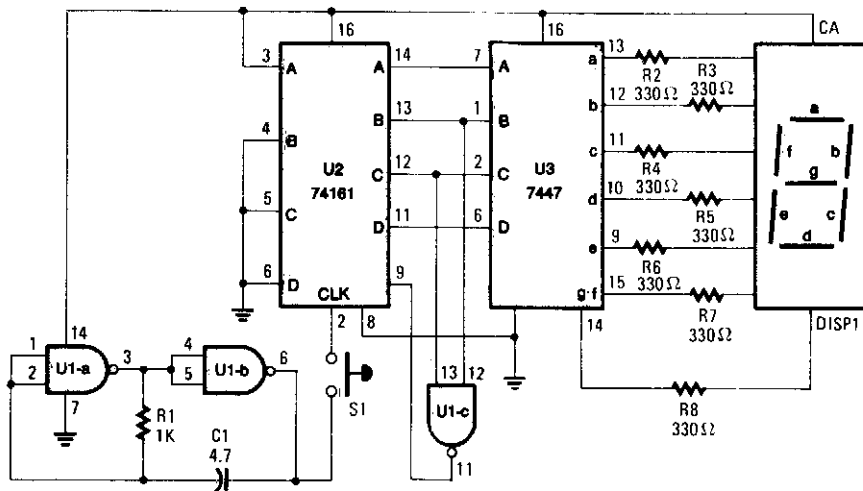 16
16
CA
3
A
A
14
7
A
a
13
R2
330Ω
R3
330Ω
4
B
B
13
1
B
b
12
a
f
b
g
e
c
d
U2
74161
U3
7447
5
C
C
12
2
C
c
11
R4
330Ω
D
11
6
D
d
10
R5
330Ω
6
D
9
e
9
R6
330Ω
CLK
g·f
15
R7
330Ω
2
8
14
DISP1
1
2
14
U1-a
3
7
4
5
U1-b
6
S1
13
12
U1-c
11
R8
330Ω
R1
1K
C1
4.7